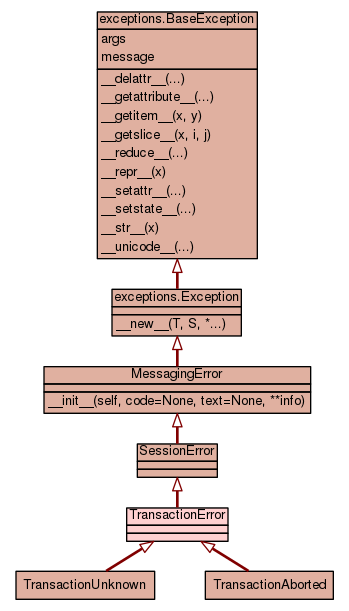 exceptions.BaseException
args
message
__delattr__(...)
__getattribute__(...)
__getitem__(x, y)
__getslice__(x, i, j)
__reduce__(...)
__repr__(x)
__setattr__(...)
__setstate__(...)
__str__(x)
__unicode__(...)
exceptions.Exception
__new__(T, S, *...)
MessagingError
__init__(self, code=None, text=None, **info)
SessionError
TransactionError
TransactionUnknown
TransactionAborted